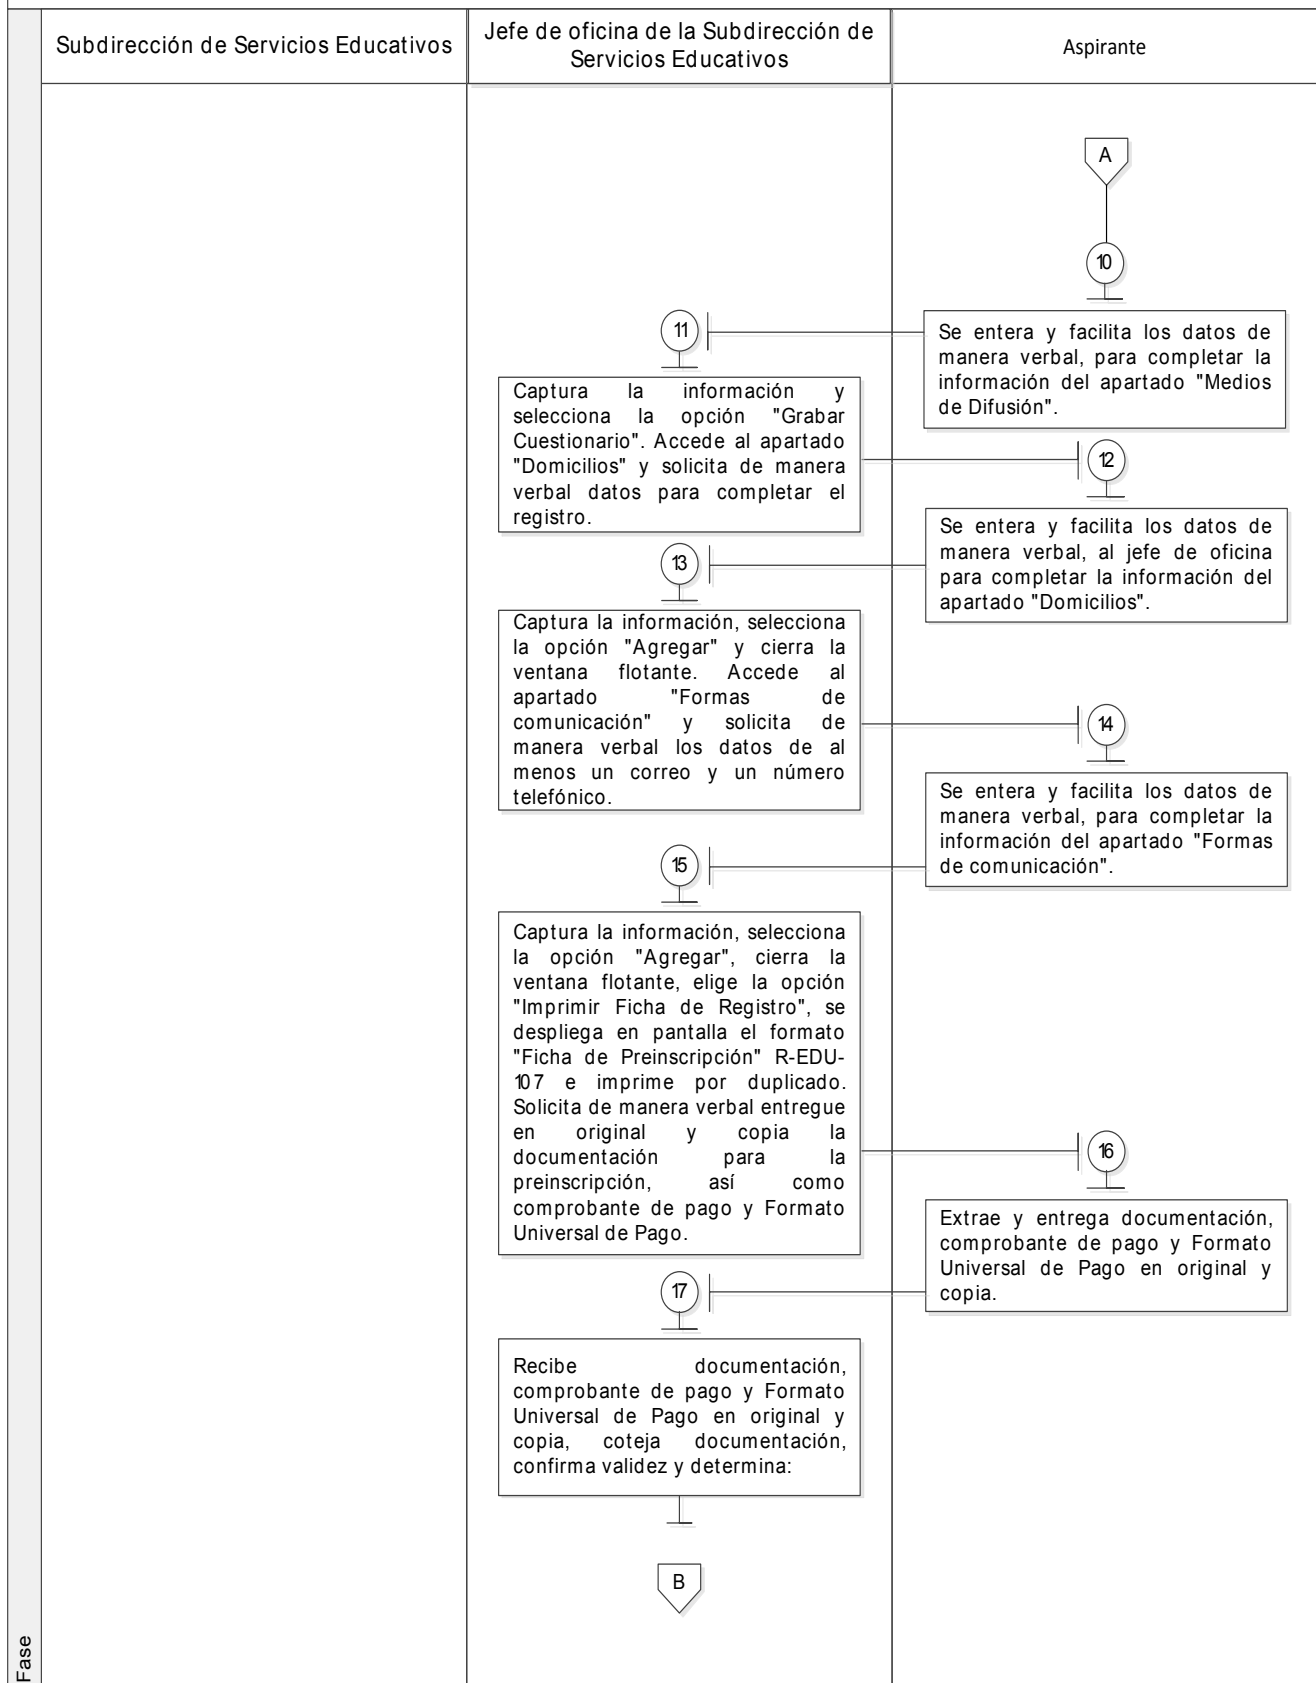 Subdirección de Servicios Educativos
Jefe de oficina de la Subdirección de
Servicios Educativos
Aspirante
A
10
Se entera y facilita los datos de
manera verbal, para completar la
información del apartado "Medios
de Difusión".
11
Captura la información y
selecciona la opción "Grabar
Cuestionario". Accede al apartado
"Domicilios" y solicita de manera
verbal datos para completar el
registro.
12
Se entera y facilita los datos de
manera verbal, al jefe de oficina
para completar la información del
apartado "Domicilios".
13
Captura la información, selecciona
la opción "Agregar" y cierra la
ventana flotante. Accede al
apartado "Formas de
comunicación" y solicita de
manera verbal los datos de al
menos un correo y un número
telefónico.
14
Se entera y facilita los datos de
manera verbal, para completar la
información del apartado "Formas
de comunicación".
15
Captura la información, selecciona
la opción "Agregar", cierra la
ventana flotante, elige la opción
"Imprimir Ficha de Registro", se
despliega en pantalla el formato
"Ficha de Preinscripción" R-EDU-
107 e imprime por duplicado.
Solicita de manera verbal entregue
en original y copia la
documentación para la
preinscripción, así como
comprobante de pago y Formato
Universal de Pago.
16
Extrae y entrega documentación,
comprobante de pago y Formato
Universal de Pago en original y
copia.
17
Recibe documentación,
comprobante de pago y Formato
Universal de Pago en original y
copia, coteja documentación,
confirma validez y determina:
B
Fase